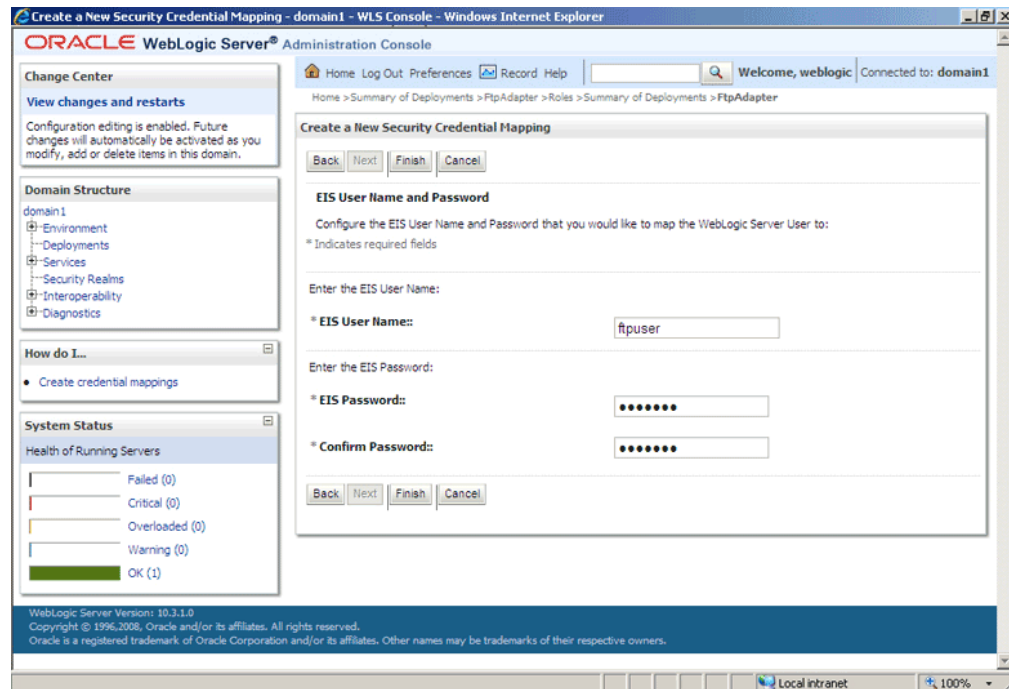 Create a New Security Credential Mapping - domain1 - WLS Console - Windows Internet Explorer
ORACLE WebLogic Server® Administration Console
Change Center
View changes and restarts
Configuration editing is enabled. Future
changes will automatically be activated as you
modify, add or delete items in this domain.
Domain Structure
domain1
Environment
Deployments
Services
Security Realms
Interoperability
Diagnostics
How do I...
Create credential mappings
System Status
Health of Running Servers
Failed (0)
Critical (0)
Overloaded (0)
Warning (0)
OK (1)
Home Log Out Preferences Record Help
Welcome, weblogic Connected to: domain1
Home >Summary of Deployments >FtpAdapter >Roles >Summary of Deployments >FtpAdapter
Create a New Security Credential Mapping
Back Next Finish Cancel
EIS User Name and Password
Configure the EIS User Name and Password that you would like to map the WebLogic Server User to:
* Indicates required fields
Enter the EIS User Name:
* EIS User Name:: ftpuser
Enter the EIS Password:
* EIS Password:: •••••••
* Confirm Password:: •••••••
Back Next Finish Cancel
WebLogic Server Version: 10.3.1.0
Copyright © 1996,2008, Oracle and/or its affiliates. All rights reserved.
Oracle is a registered trademark of Oracle Corporation and/or its affiliates. Other names may be trademarks of their respective owners.
Local intranet 100%